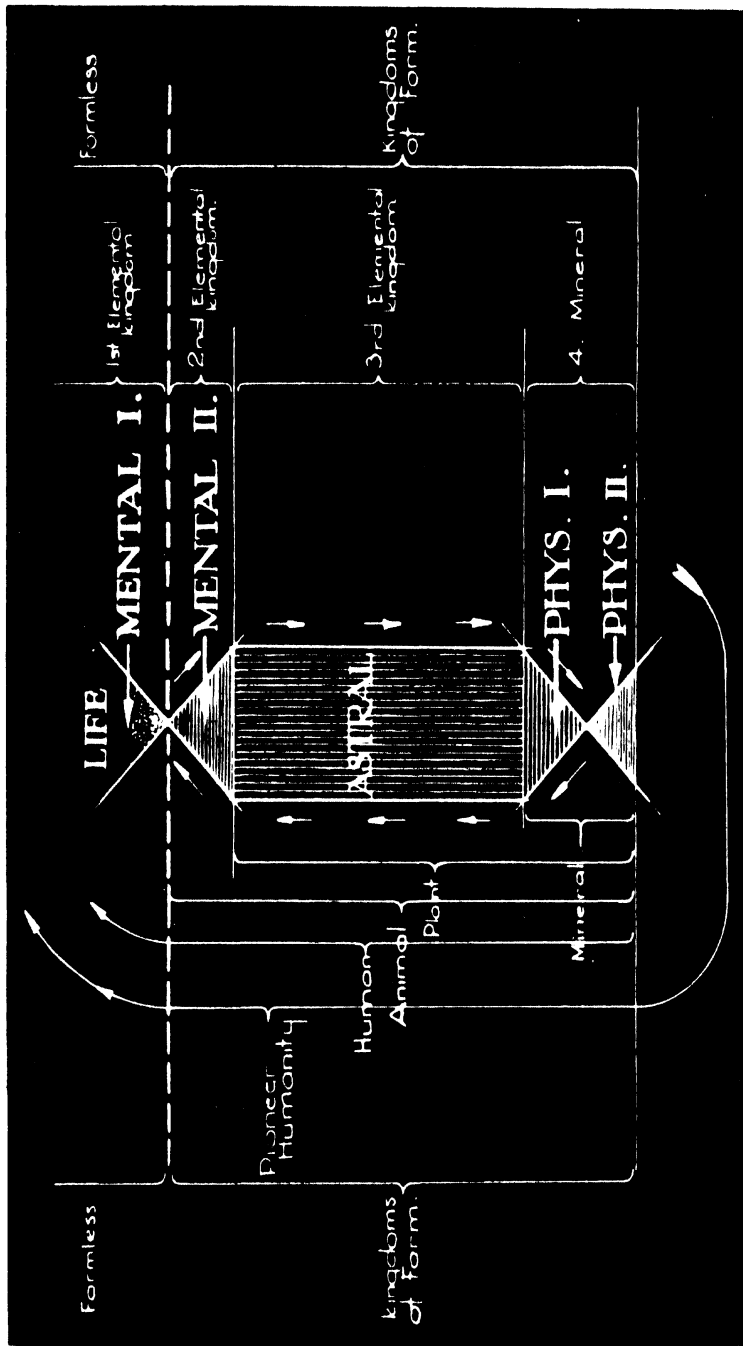 Formless
Kingdoms
of Form.
1st Elemental
kingdom
2nd Elemental
kingdom.
3rd Elemental
kingdom
4. Mineral
LIFE
MENTAL I.
MENTAL II.
ASTRAL
PHYS. I.
PHYS. II.
Mineral
Plant
Animal
Human
Pioneer
Humanity
Formless
kingdoms
of Form.